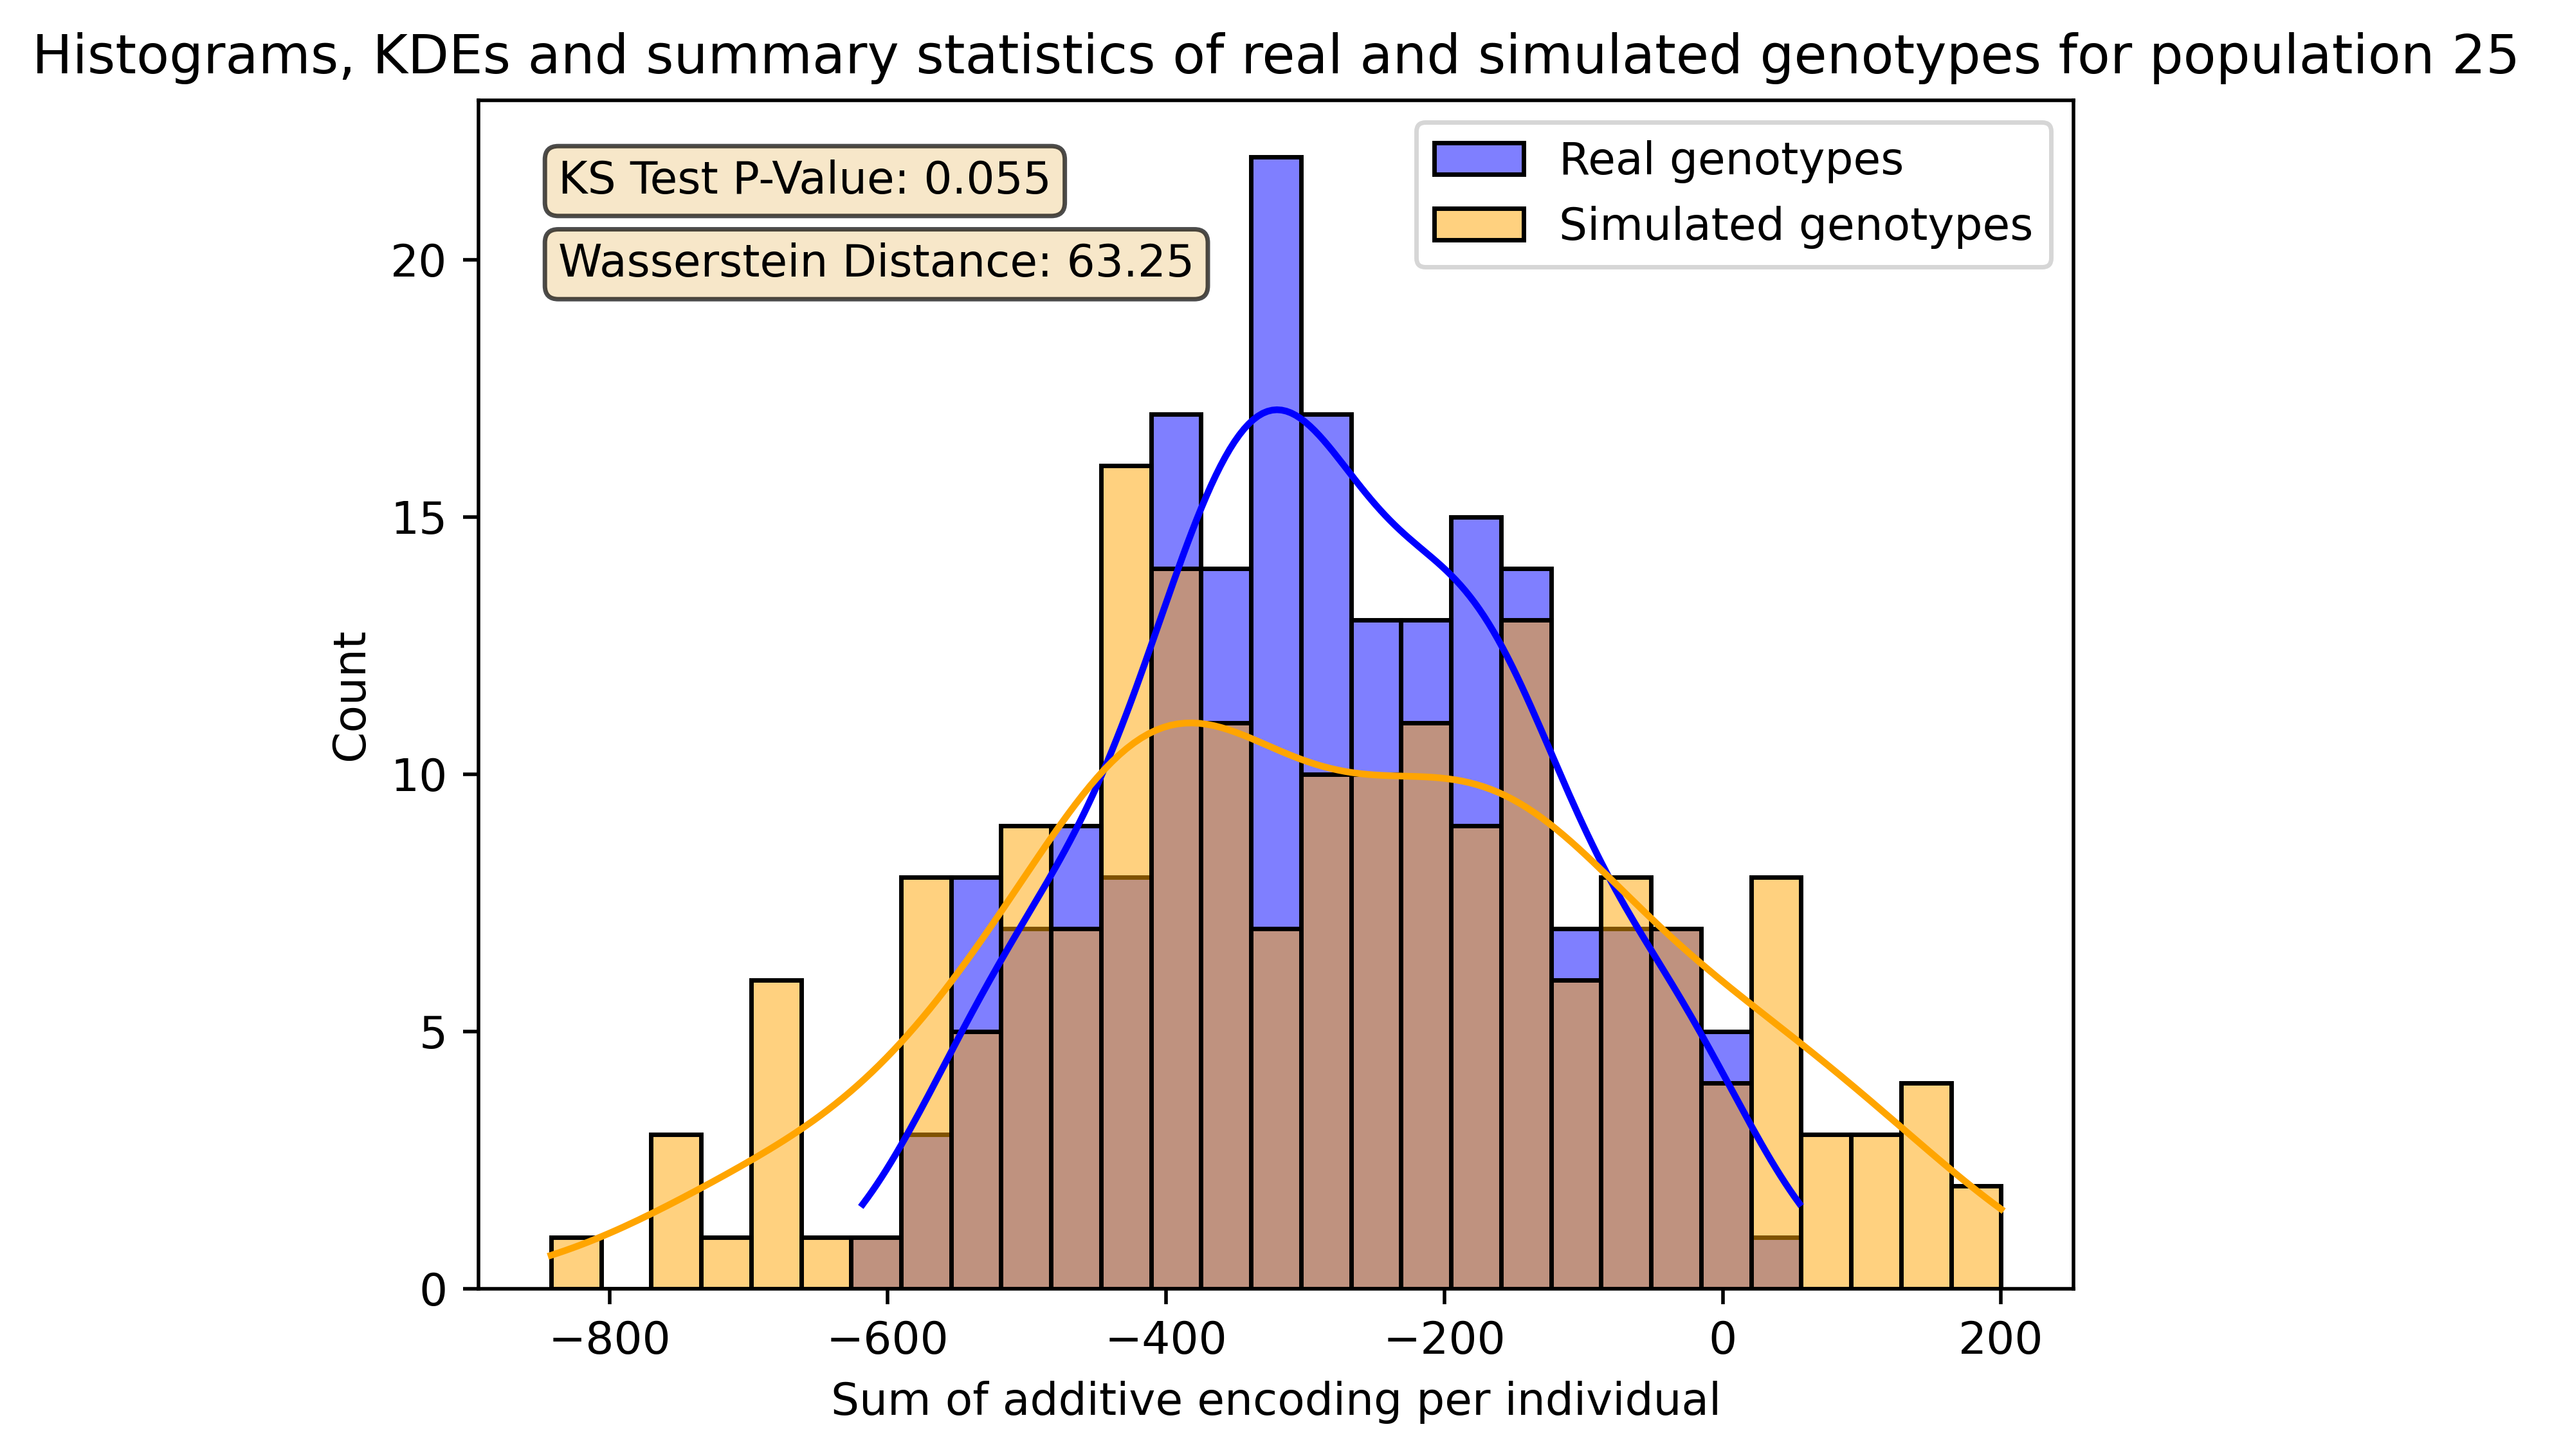 Histograms, KDEs and summary statistics of real and simulated genotypes for population 25
KS Test P-Value: 0.055
Wasserstein Distance: 63.25
Real genotypes
Simulated genotypes
20
15
10
5
0
Count
−800 −600 −400 −200 0 200
Sum of additive encoding per individual